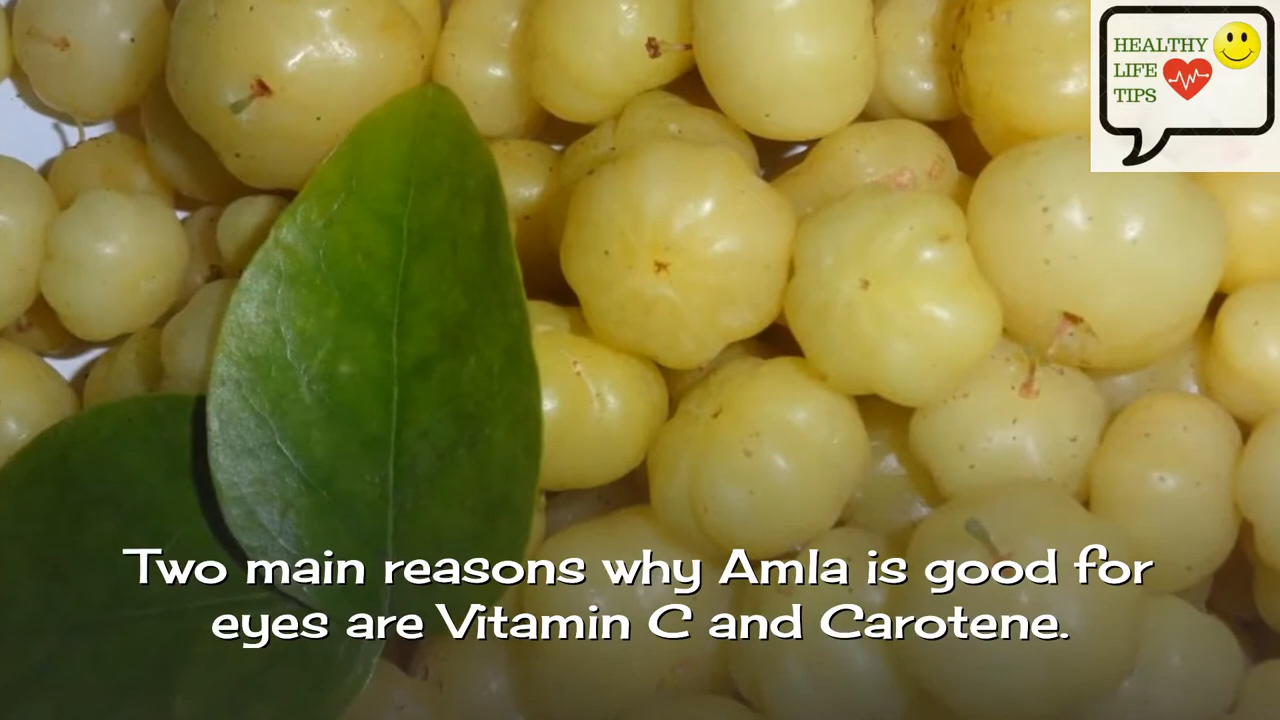 HEALTHY
LIFE
TIPS
Two main reasons why Amla is good for
eyes are Vitamin C and Carotene.